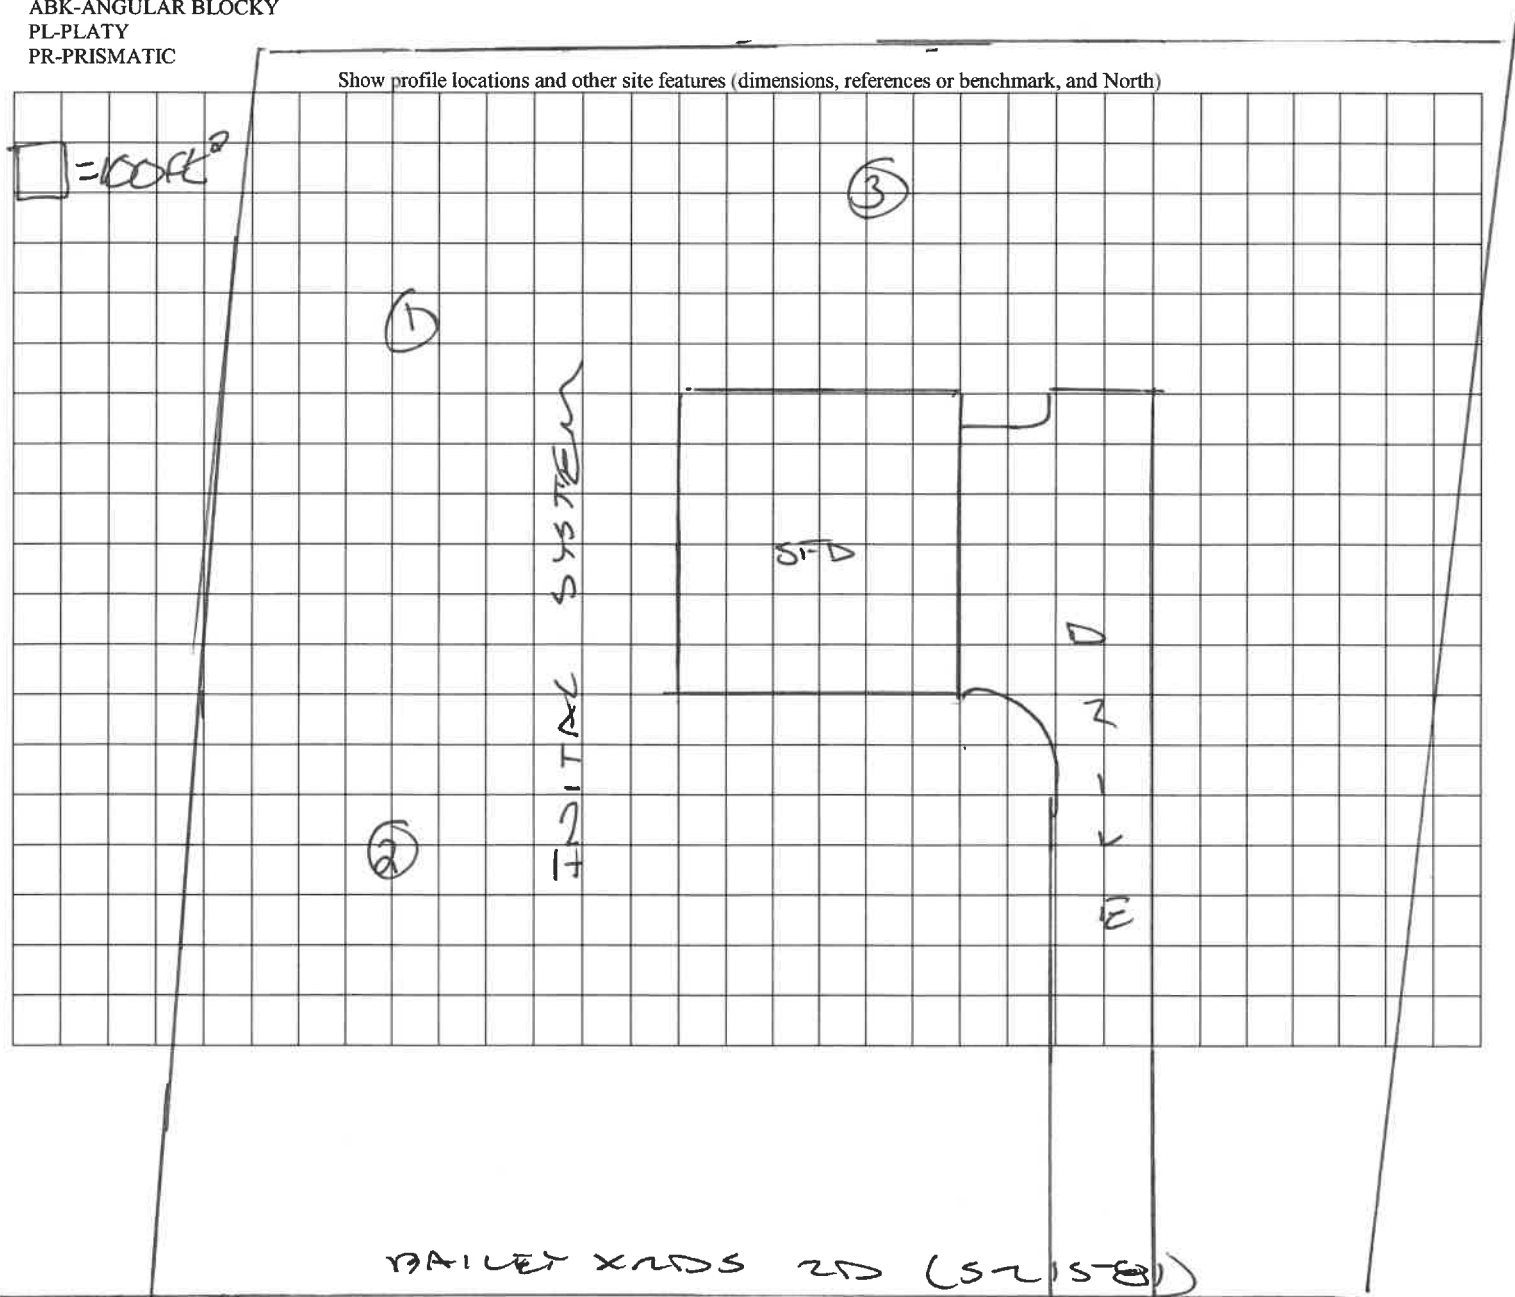 ABK-ANGULAR BLOCKY
PL-PLATY
PR-PRISMATIC
Show profile locations and other site features (dimensions, references or benchmark, and North)
=100ft²
3
1
INITIAL SYSTEM
SFD
DRIVE
2
BAILEY XRDS RD (SR1581)